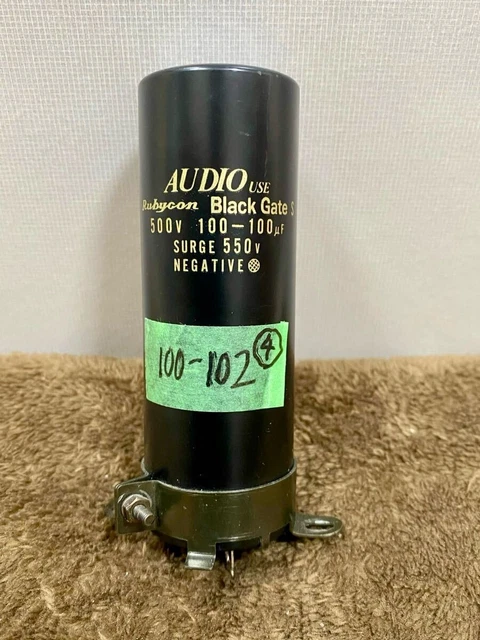 AUDIO USE
Rubycon Black Gate S
500V 100-100μF
SURGE 550V
NEGATIVE
100-102 ④